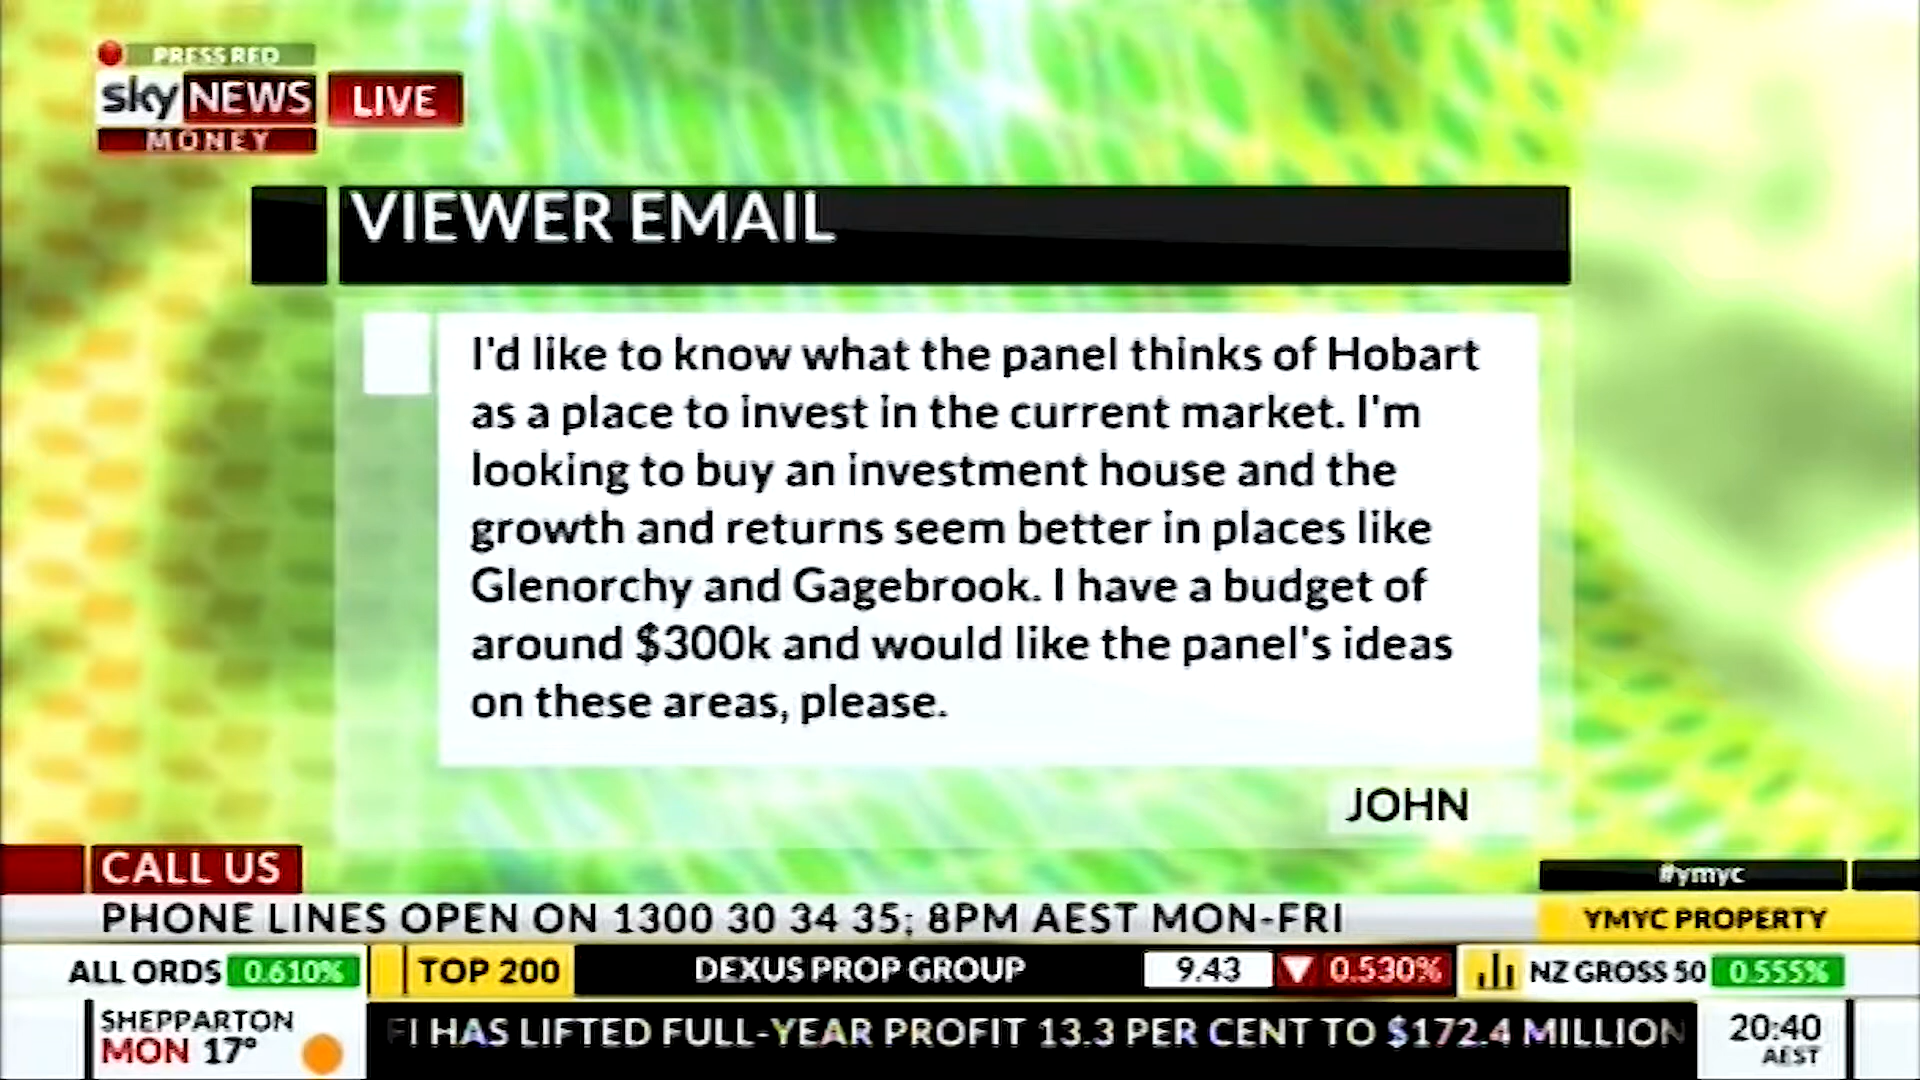 PRESS RED
sky NEWS LIVE
MONEY
VIEWER EMAIL
I'd like to know what the panel thinks of Hobart
as a place to invest in the current market. I'm
looking to buy an investment house and the
growth and returns seem better in places like
Glenorchy and Gagebrook. I have a budget of
around $300k and would like the panel's ideas
on these areas, please.
JOHN
CALL US
#ymyc
PHONE LINES OPEN ON 1300 30 34 35; 8PM AEST MON-FRI
YMYC PROPERTY
ALL ORDS 0.610% TOP 200 DEXUS PROP GROUP 9.43 ▼ 0.530% NZ GROSS 50 0.555%
SHEPPARTON
MON 17°
FI HAS LIFTED FULL-YEAR PROFIT 13.3 PER CENT TO $172.4 MILLION
20:40
AEST